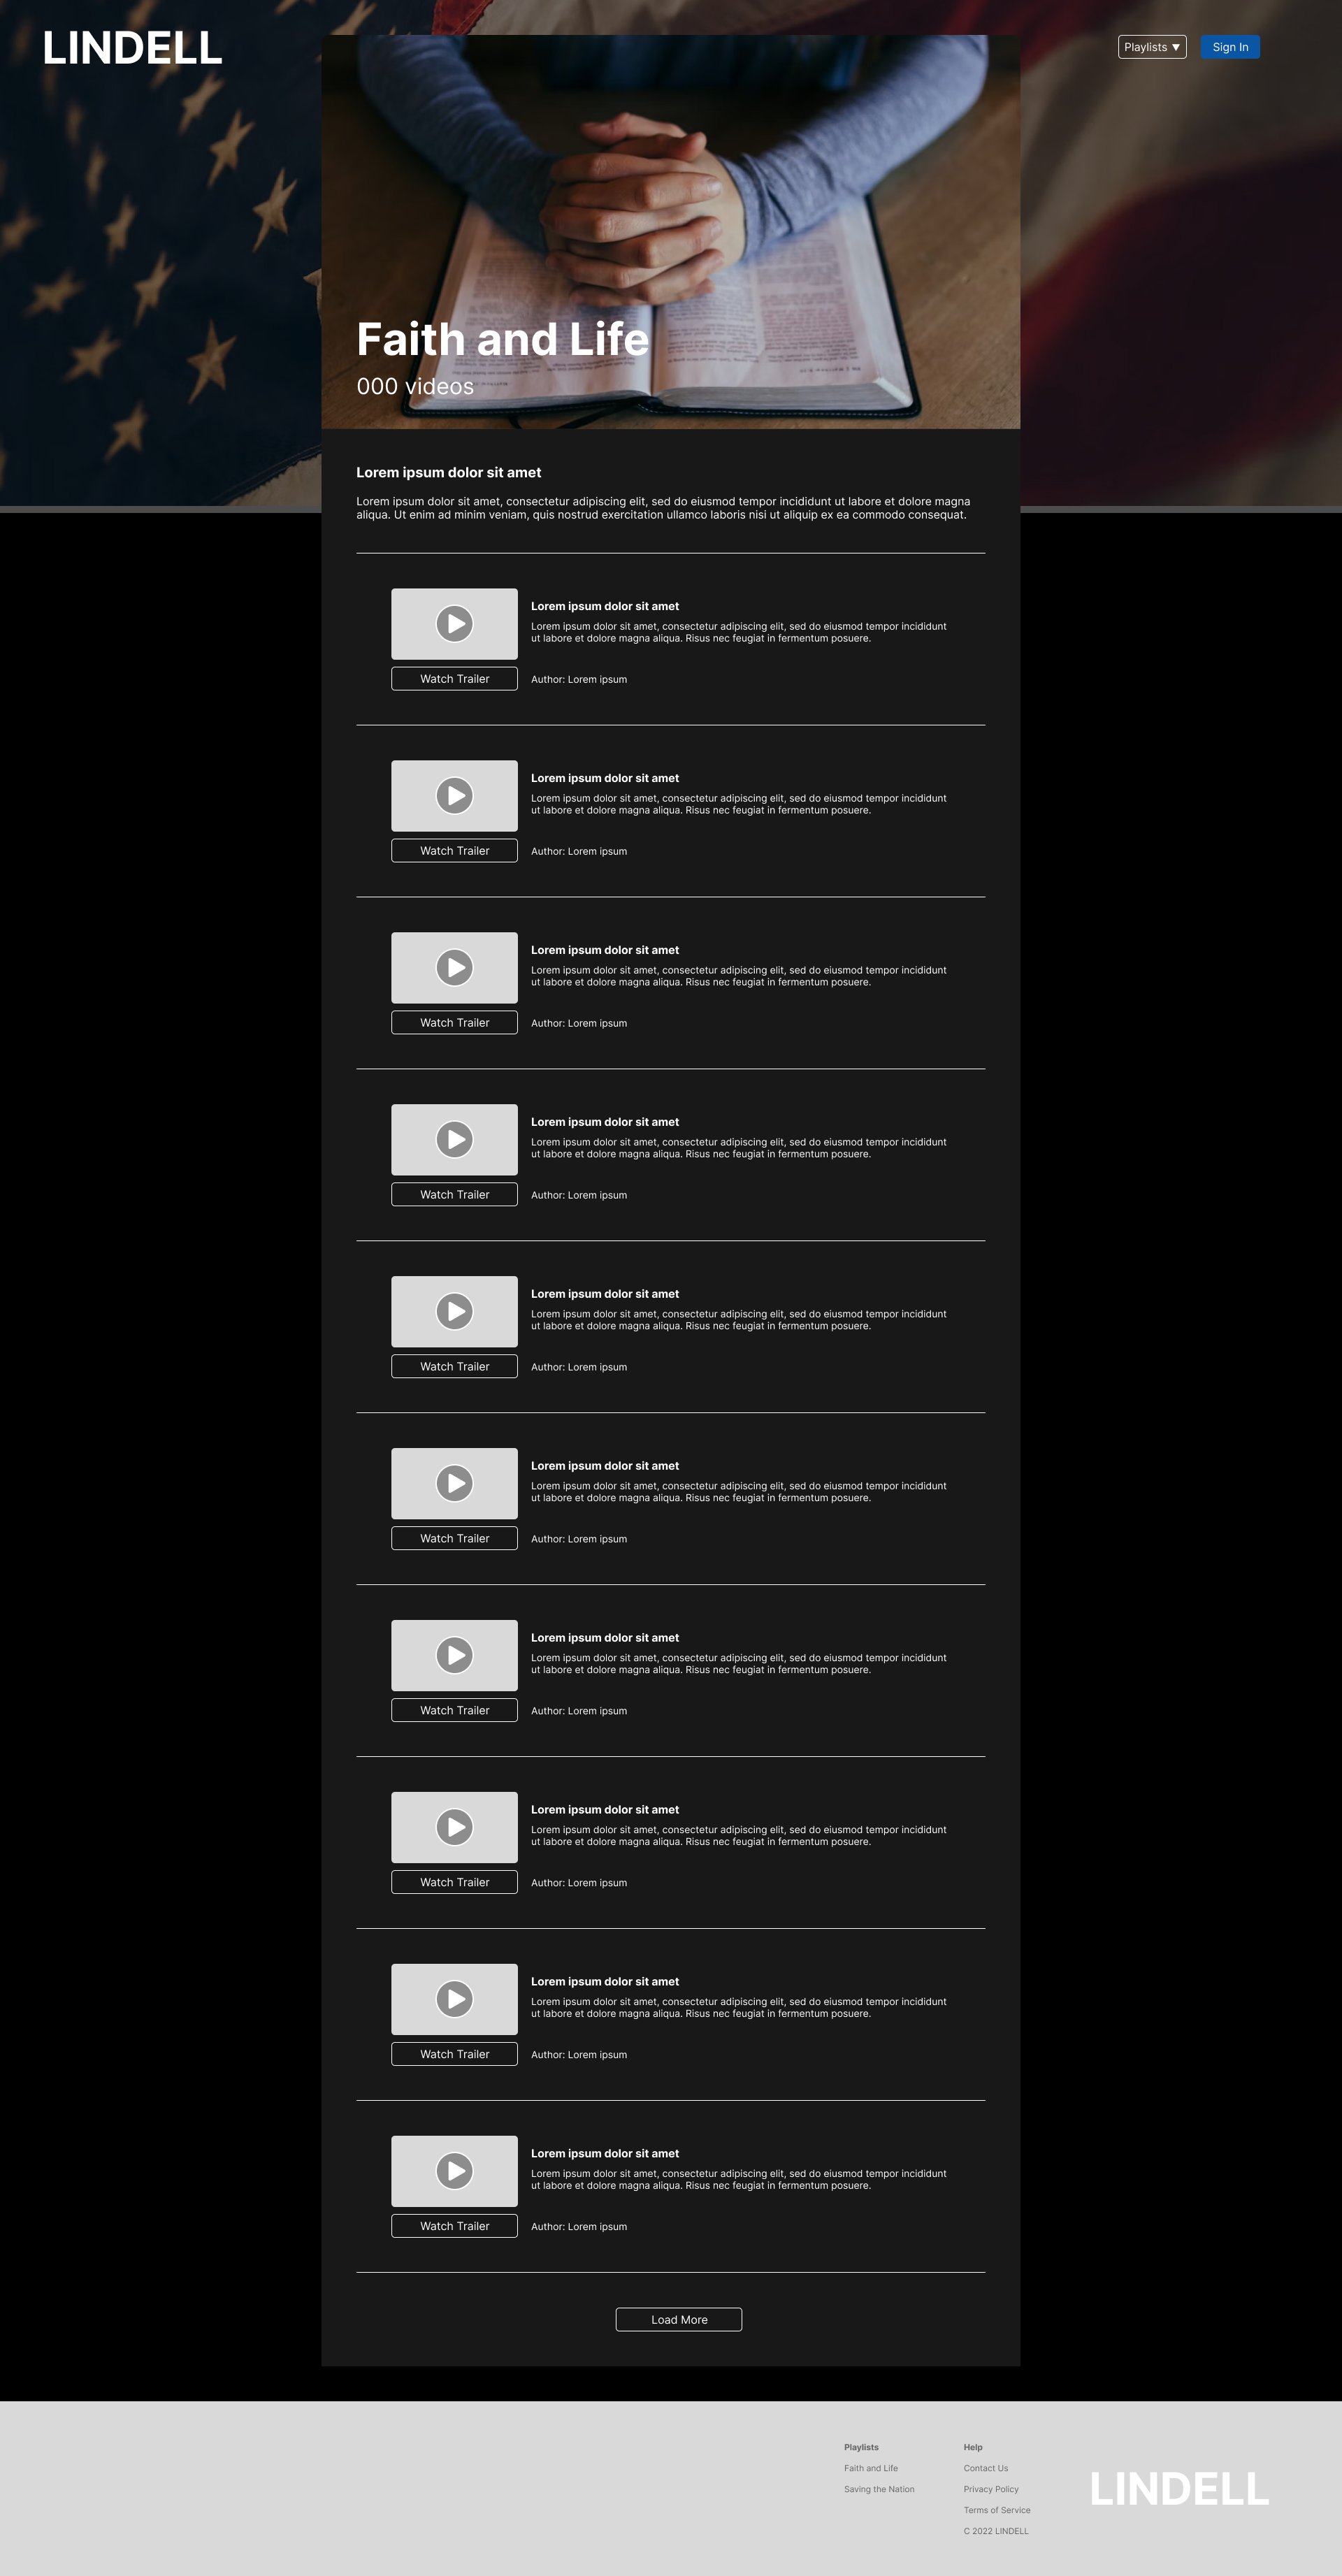 LINDELL
Playlists ▼
Sign In
Faith and Life
000 videos
Lorem ipsum dolor sit amet
Lorem ipsum dolor sit amet, consectetur adipiscing elit, sed do eiusmod tempor incididunt ut labore et dolore magna
aliqua. Ut enim ad minim veniam, quis nostrud exercitation ullamco laboris nisi ut aliquip ex ea commodo consequat.
Lorem ipsum dolor sit amet
Lorem ipsum dolor sit amet, consectetur adipiscing elit, sed do eiusmod tempor incididunt
ut labore et dolore magna aliqua. Risus nec feugiat in fermentum posuere.
Watch Trailer
Author: Lorem ipsum
Lorem ipsum dolor sit amet
Lorem ipsum dolor sit amet, consectetur adipiscing elit, sed do eiusmod tempor incididunt
ut labore et dolore magna aliqua. Risus nec feugiat in fermentum posuere.
Watch Trailer
Author: Lorem ipsum
Lorem ipsum dolor sit amet
Lorem ipsum dolor sit amet, consectetur adipiscing elit, sed do eiusmod tempor incididunt
ut labore et dolore magna aliqua. Risus nec feugiat in fermentum posuere.
Watch Trailer
Author: Lorem ipsum
Lorem ipsum dolor sit amet
Lorem ipsum dolor sit amet, consectetur adipiscing elit, sed do eiusmod tempor incididunt
ut labore et dolore magna aliqua. Risus nec feugiat in fermentum posuere.
Watch Trailer
Author: Lorem ipsum
Lorem ipsum dolor sit amet
Lorem ipsum dolor sit amet, consectetur adipiscing elit, sed do eiusmod tempor incididunt
ut labore et dolore magna aliqua. Risus nec feugiat in fermentum posuere.
Watch Trailer
Author: Lorem ipsum
Lorem ipsum dolor sit amet
Lorem ipsum dolor sit amet, consectetur adipiscing elit, sed do eiusmod tempor incididunt
ut labore et dolore magna aliqua. Risus nec feugiat in fermentum posuere.
Watch Trailer
Author: Lorem ipsum
Lorem ipsum dolor sit amet
Lorem ipsum dolor sit amet, consectetur adipiscing elit, sed do eiusmod tempor incididunt
ut labore et dolore magna aliqua. Risus nec feugiat in fermentum posuere.
Watch Trailer
Author: Lorem ipsum
Lorem ipsum dolor sit amet
Lorem ipsum dolor sit amet, consectetur adipiscing elit, sed do eiusmod tempor incididunt
ut labore et dolore magna aliqua. Risus nec feugiat in fermentum posuere.
Watch Trailer
Author: Lorem ipsum
Lorem ipsum dolor sit amet
Lorem ipsum dolor sit amet, consectetur adipiscing elit, sed do eiusmod tempor incididunt
ut labore et dolore magna aliqua. Risus nec feugiat in fermentum posuere.
Watch Trailer
Author: Lorem ipsum
Lorem ipsum dolor sit amet
Lorem ipsum dolor sit amet, consectetur adipiscing elit, sed do eiusmod tempor incididunt
ut labore et dolore magna aliqua. Risus nec feugiat in fermentum posuere.
Watch Trailer
Author: Lorem ipsum
Load More
Playlists
Faith and Life
Saving the Nation
Help
Contact Us
Privacy Policy
Terms of Service
C 2022 LINDELL
LINDELL